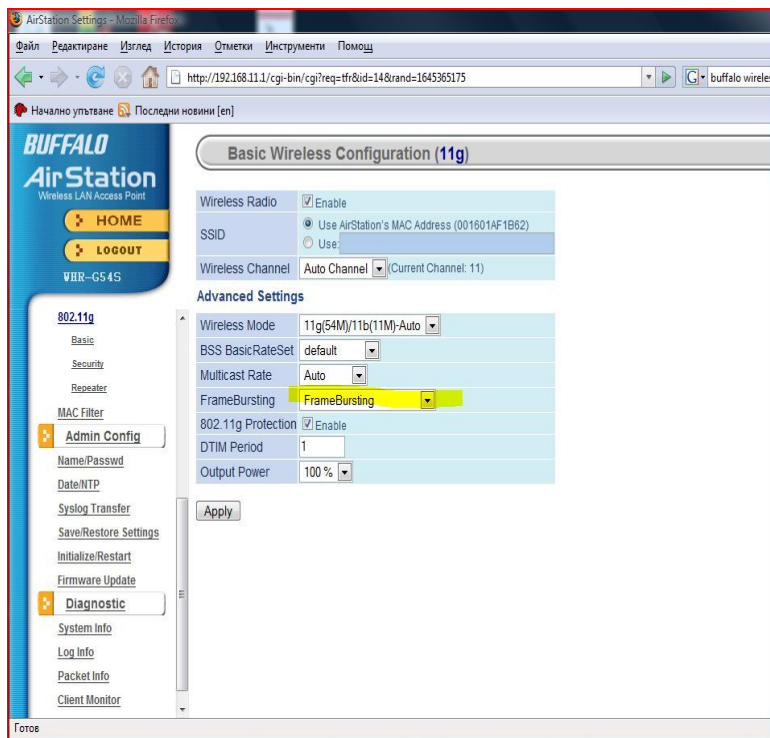 AirStation Settings - Mozilla Firefox
Файл Редактиране Изглед История Отметки Инструменти Помощ
http://192.168.11.1/cgi-bin/cgi?req=tfr&id=14&rand=1645365175
G buffalo wireles
Начално упътване Последни новини [en]
BUFFALO
AirStation
Wireless LAN Access Point
HOME
LOGOUT
WHR-G54S
802.11g
Basic
Security
Repeater
MAC Filter
Admin Config
Name/Passwd
Date/NTP
Syslog Transfer
Save/Restore Settings
Initialize/Restart
Firmware Update
Diagnostic
System Info
Log Info
Packet Info
Client Monitor
Basic Wireless Configuration (11g)
Wireless Radio Enable
SSID Use AirStation's MAC Address (001601AF1B62)
Use:
Wireless Channel Auto Channel (Current Channel: 11)
Advanced Settings
Wireless Mode 11g(54M)/11b(11M)-Auto
BSS BasicRateSet default
Multicast Rate Auto
FrameBursting FrameBursting
802.11g Protection Enable
DTIM Period 1
Output Power 100 %
Apply
Готов